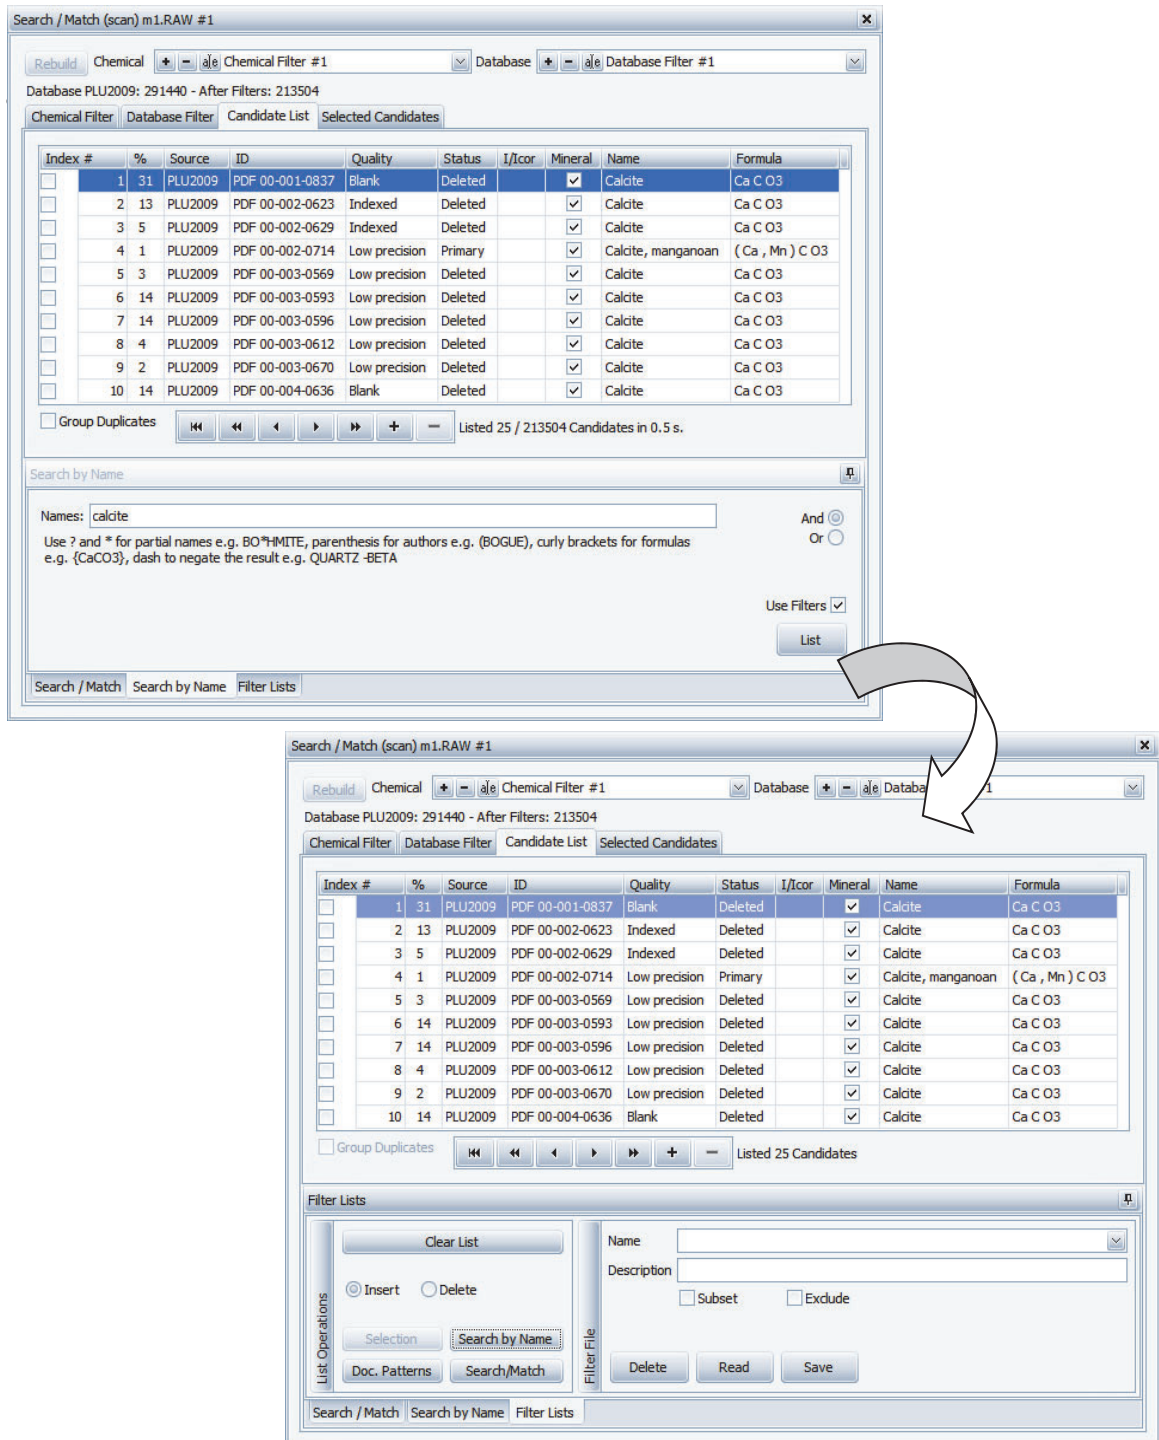 Search / Match (scan) m1.RAW #1
Rebuild Chemical + - a|e Chemical Filter #1 Database + - a|e Database Filter #1
Database PLU2009: 291440 - After Filters: 213504
Chemical Filter Database Filter Candidate List Selected Candidates
Index # % Source ID Quality Status I/Icor Mineral Name Formula
1 31 PLU2009 PDF 00-001-0837 Blank Deleted Calcite Ca C O3
2 13 PLU2009 PDF 00-002-0623 Indexed Deleted Calcite Ca C O3
3 5 PLU2009 PDF 00-002-0629 Indexed Deleted Calcite Ca C O3
4 1 PLU2009 PDF 00-002-0714 Low precision Primary Calcite, manganoan ( Ca , Mn ) C O3
5 3 PLU2009 PDF 00-003-0569 Low precision Deleted Calcite Ca C O3
6 14 PLU2009 PDF 00-003-0593 Low precision Deleted Calcite Ca C O3
7 14 PLU2009 PDF 00-003-0596 Low precision Deleted Calcite Ca C O3
8 4 PLU2009 PDF 00-003-0612 Low precision Deleted Calcite Ca C O3
9 2 PLU2009 PDF 00-003-0670 Low precision Deleted Calcite Ca C O3
10 14 PLU2009 PDF 00-004-0636 Blank Deleted Calcite Ca C O3
Group Duplicates + - Listed 25 / 213504 Candidates in 0.5 s.
Search by Name
Names: calcite
And
Use ? and * for partial names e.g. BO*HMITE, parenthesis for authors e.g. (BOGUE), curly brackets for formulas
Or
e.g. {CaCO3}, dash to negate the result e.g. QUARTZ -BETA
Use Filters
List
Search / Match Search by Name Filter Lists
Search / Match (scan) m1.RAW #1
Rebuild Chemical + - a|e Chemical Filter #1 Database + - a|e Databa 1
Database PLU2009: 291440 - After Filters: 213504
Chemical Filter Database Filter Candidate List Selected Candidates
Index # % Source ID Quality Status I/Icor Mineral Name Formula
1 31 PLU2009 PDF 00-001-0837 Blank Deleted Calcite Ca C O3
2 13 PLU2009 PDF 00-002-0623 Indexed Deleted Calcite Ca C O3
3 5 PLU2009 PDF 00-002-0629 Indexed Deleted Calcite Ca C O3
4 1 PLU2009 PDF 00-002-0714 Low precision Primary Calcite, manganoan ( Ca , Mn ) C O3
5 3 PLU2009 PDF 00-003-0569 Low precision Deleted Calcite Ca C O3
6 14 PLU2009 PDF 00-003-0593 Low precision Deleted Calcite Ca C O3
7 14 PLU2009 PDF 00-003-0596 Low precision Deleted Calcite Ca C O3
8 4 PLU2009 PDF 00-003-0612 Low precision Deleted Calcite Ca C O3
9 2 PLU2009 PDF 00-003-0670 Low precision Deleted Calcite Ca C O3
10 14 PLU2009 PDF 00-004-0636 Blank Deleted Calcite Ca C O3
Group Duplicates + - Listed 25 Candidates
Filter Lists
List Operations
Clear List
Insert Delete
Selection Search by Name
Doc. Patterns Search/Match
Filter File
Name
Description
Subset Exclude
Delete Read Save
Search / Match Search by Name Filter Lists